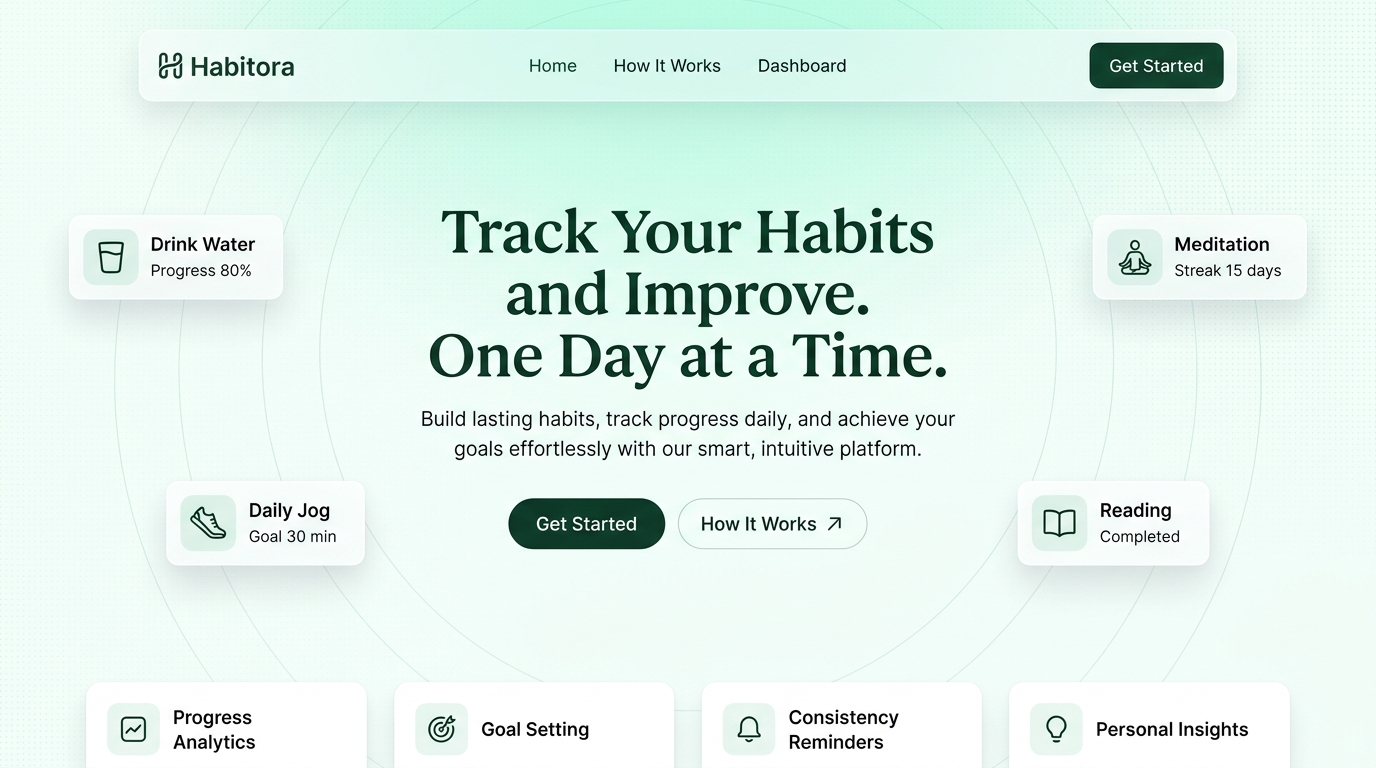 Habitora
Home
How It Works
Dashboard
Get Started
Drink Water
Progress 80%
Meditation
Streak 15 days
Track Your Habits
and Improve.
One Day at a Time.
Build lasting habits, track progress daily, and achieve your
goals effortlessly with our smart, intuitive platform.
Get Started
How It Works
Daily Jog
Goal 30 min
Reading
Completed
Progress
Analytics
Goal Setting
Consistency
Reminders
Personal Insights